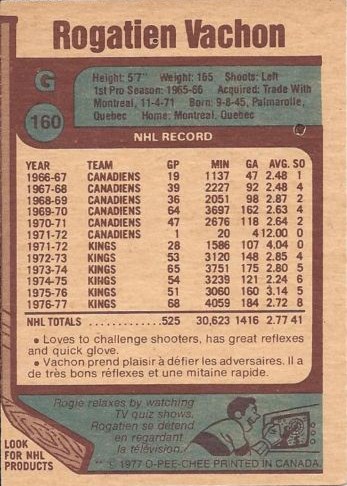 Rogatien Vachon
G
160
Height: 5'7" Weight: 165 Shoots: Left
1st Pro Season: 1965-66 Acquired: Trade With
Montreal, 11-4-71 Born: 9-8-45, Palmarolle,
Quebec Home: Montreal, Quebec
NHL RECORD
YEAR TEAM GP MIN GA AVG. SO
1966-67 CANADIENS 19 1137 47 2.48 1
1967-68 CANADIENS 39 2227 92 2.48 4
1968-69 CANADIENS 36 2051 98 2.87 2
1969-70 CANADIENS 64 3697 162 2.63 4
1970-71 CANADIENS 47 2676 118 2.64 2
1971-72 CANADIENS 1 20 4 12.00 0
1971-72 KINGS 28 1586 107 4.04 0
1972-73 KINGS 53 3120 148 2.85 4
1973-74 KINGS 65 3751 175 2.80 5
1974-75 KINGS 54 3239 121 2.24 6
1975-76 KINGS 51 3060 160 3.14 5
1976-77 KINGS 68 4059 184 2.72 8
NHL TOTALS ............525 30,623 1416 2.77 41
• Loves to challenge shooters, has great reflexes
and quick glove.
• Vachon prend plaisir à défier les adversaires. Il a
de très bons réflexes et une mitaine rapide.
Rogie relaxes by watching
TV quiz shows.
Rogatien se détend
en regardant
la télévision.
LOOK
FOR NHL
PRODUCTS
** © 1977 O-PEE-CHEE PRINTED IN CANADA